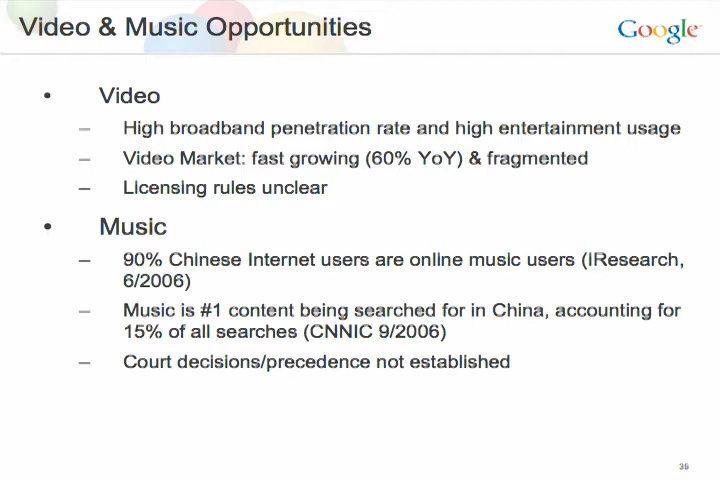 Video & Music Opportunities
Google
• Video
– High broadband penetration rate and high entertainment usage
– Video Market: fast growing (60% YoY) & fragmented
– Licensing rules unclear
• Music
– 90% Chinese Internet users are online music users (IResearch,
6/2006)
– Music is #1 content being searched for in China, accounting for
15% of all searches (CNNIC 9/2006)
– Court decisions/precedence not established